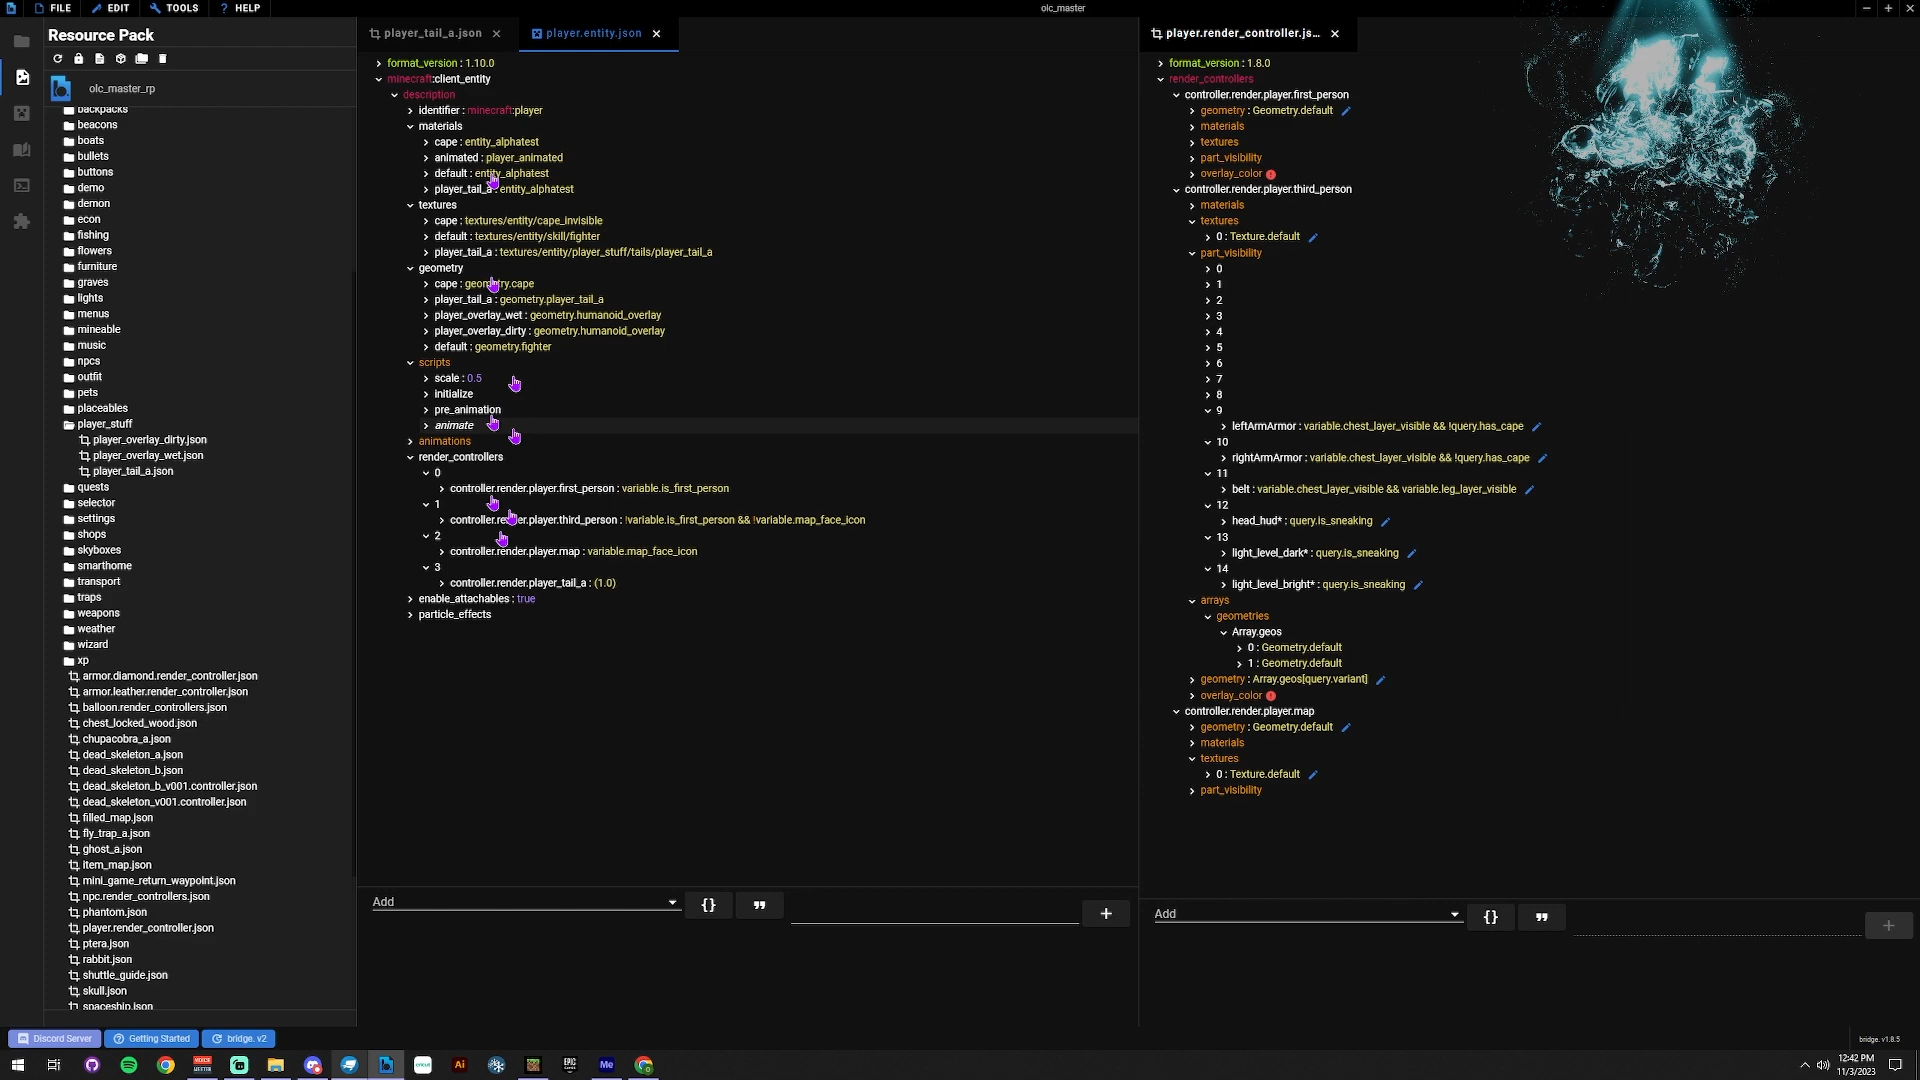 FILE
EDIT
TOOLS
HELP
olc_master
Resource Pack
olc_master_rp
backpacks
beacons
boats
bullets
buttons
demo
demon
econ
fishing
flowers
furniture
graves
lights
menus
mineable
music
npcs
outfit
pets
placeables
player_stuff
player_overlay_dirty.json
player_overlay_wet.json
player_tail_a.json
quests
selector
settings
shops
skyboxes
smarthome
transport
traps
weapons
weather
wizard
xp
armor.diamond.render_controller.json
armor.leather.render_controller.json
balloon.render_controllers.json
chest_locked_wood.json
chupacobra_a.json
dead_skeleton_a.json
dead_skeleton_b.json
dead_skeleton_b_v001.controller.json
dead_skeleton_v001.controller.json
filled_map.json
fly_trap_a.json
ghost_a.json
item_map.json
mini_game_return_waypoint.json
npc.render_controllers.json
phantom.json
player.render_controller.json
ptera.json
rabbit.json
shuttle_guide.json
skull.json
spaceship.json
player_tail_a.json
player.entity.json
format_version : 1.10.0
minecraft:client_entity
description
identifier : minecraft:player
materials
cape : entity_alphatest
animated : player_animated
default : entity_alphatest
player_tail_a : entity_alphatest
textures
cape : textures/entity/cape_invisible
default : textures/entity/skill/fighter
player_tail_a : textures/entity/player_stuff/tails/player_tail_a
geometry
cape : geometry.cape
player_tail_a : geometry.player_tail_a
player_overlay_wet : geometry.humanoid_overlay
player_overlay_dirty : geometry.humanoid_overlay
default : geometry.fighter
scripts
scale : 0.5
initialize
pre_animation
animate
animations
render_controllers
0
controller.render.player.first_person : variable.is_first_person
1
controller.render.player.third_person : !variable.is_first_person && !variable.map_face_icon
2
controller.render.player.map : variable.map_face_icon
3
controller.render.player_tail_a : (1.0)
enable_attachables : true
particle_effects
Add
{}
player.render_controller.js...
format_version : 1.8.0
render_controllers
controller.render.player.first_person
geometry : Geometry.default
materials
textures
part_visibility
overlay_color
controller.render.player.third_person
materials
textures
0 : Texture.default
part_visibility
0
1
2
3
4
5
6
7
8
9
leftArmArmor : variable.chest_layer_visible && !query.has_cape
10
rightArmArmor : variable.chest_layer_visible && !query.has_cape
11
belt : variable.chest_layer_visible && variable.leg_layer_visible
12
head_hud* : query.is_sneaking
13
light_level_dark* : query.is_sneaking
14
light_level_bright* : query.is_sneaking
arrays
geometries
Array.geos
0 : Geometry.default
1 : Geometry.default
geometry : Array.geos[query.variant]
overlay_color
controller.render.player.map
geometry : Geometry.default
materials
textures
0 : Texture.default
part_visibility
Add
{}
Discord Server
Getting Started
bridge. v2
bridge. v1.8.5
Ai
Me
12:42 PM
11/3/2023